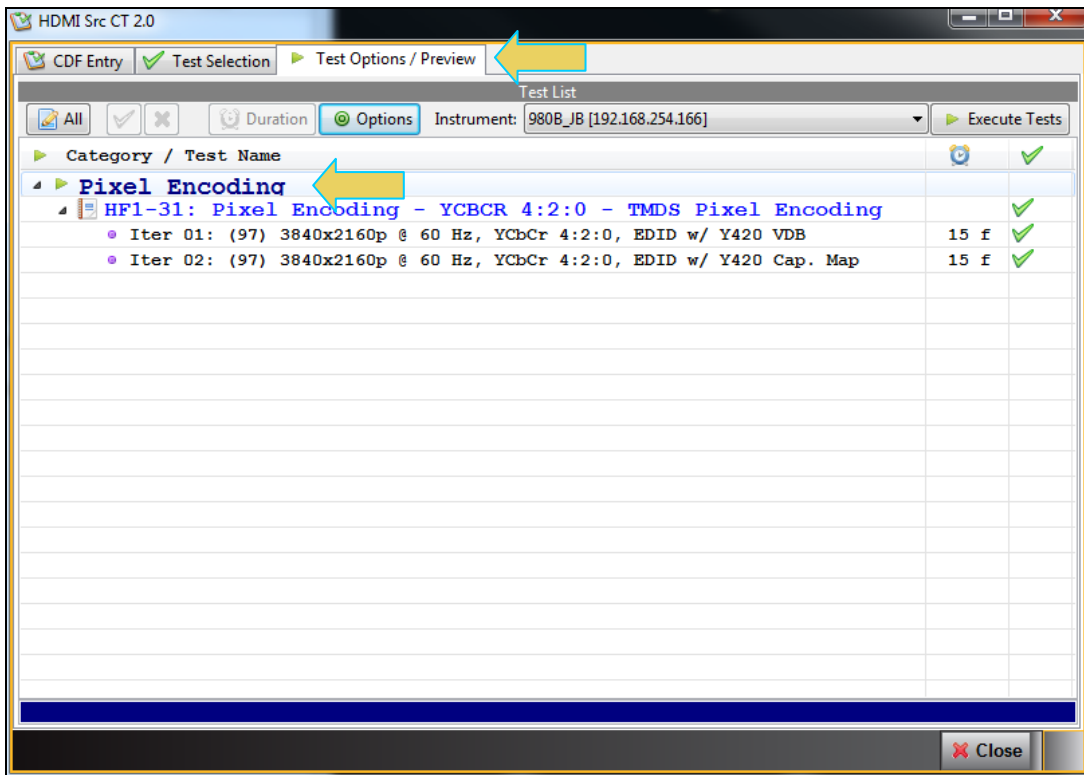 HDMI Src CT 2.0
CDF Entry Test Selection Test Options / Preview
Test List
All Duration Options Instrument: 980B_JB [192.168.254.166] Execute Tests
Category / Test Name
Pixel Encoding
HF1-31: Pixel Encoding - YCBCR 4:2:0 - TMDS Pixel Encoding
Iter 01: (97) 3840x2160p @ 60 Hz, YCbCr 4:2:0, EDID w/ Y420 VDB 15 f
Iter 02: (97) 3840x2160p @ 60 Hz, YCbCr 4:2:0, EDID w/ Y420 Cap. Map 15 f
Close